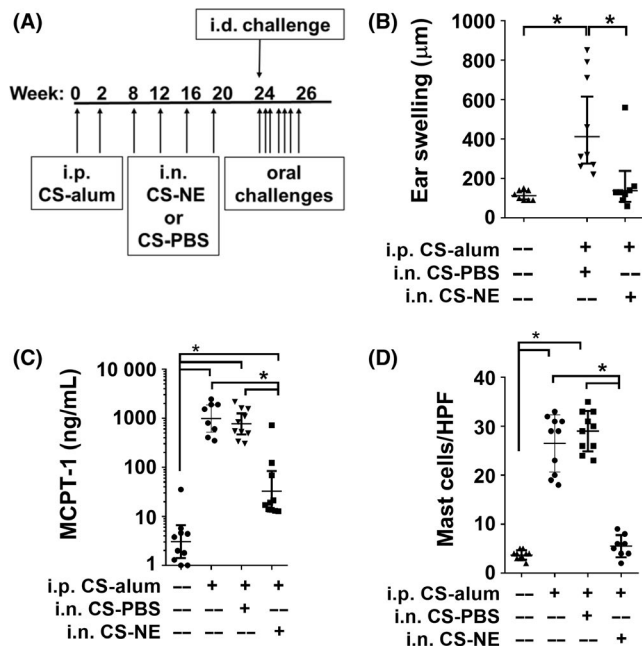 (A)
i.d. challenge
Week: 0 2 8 12 16 20 24 26
i.p.
CS-alum
i.n.
CS-NE
or
CS-PBS
oral
challenges
(B)
Ear swelling (µm)
1000
800
600
400
200
0
* *
i.p. CS-alum -- + +
i.n. CS-PBS -- + --
i.n. CS-NE -- -- +
(C)
MCPT-1 (ng/mL)
10 000
1000
100
10
1
*
*
*
i.p. CS-alum -- + + +
i.n. CS-PBS -- -- + --
i.n. CS-NE -- -- -- +
(D)
Mast cells/HPF
40
30
20
10
0
*
*
i.p. CS-alum -- + + +
i.n. CS-PBS -- -- + --
i.n. CS-NE -- -- -- +